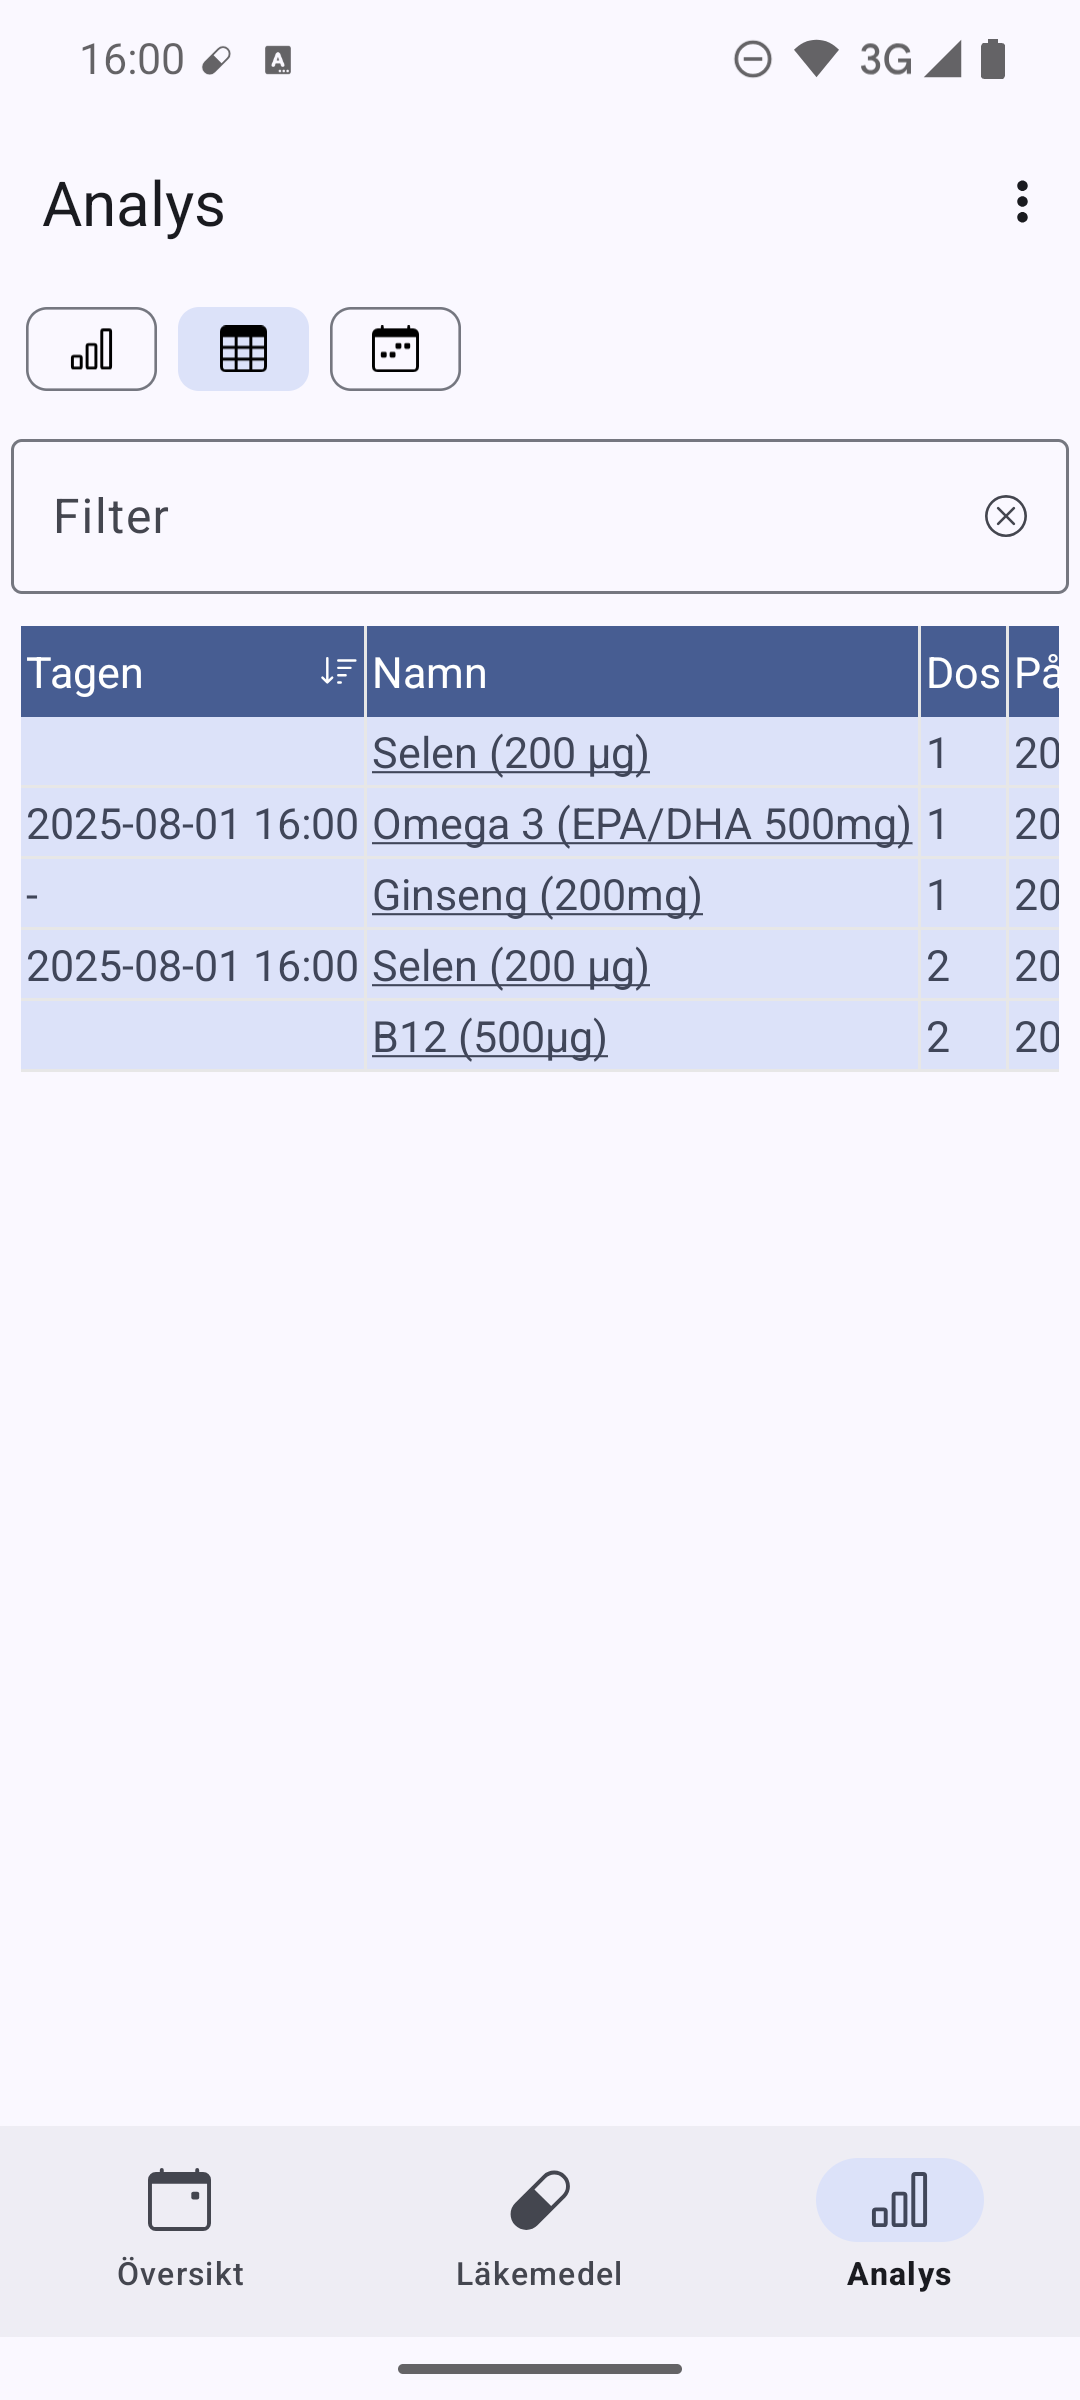 16:00 3G
Analys
Filter
Tagen Namn Dos På
Selen (200 µg) 1 20
2025-08-01 16:00 Omega 3 (EPA/DHA 500mg) 1 20
- Ginseng (200mg) 1 20
2025-08-01 16:00 Selen (200 µg) 2 20
B12 (500µg) 2 20
Översikt Läkemedel Analys